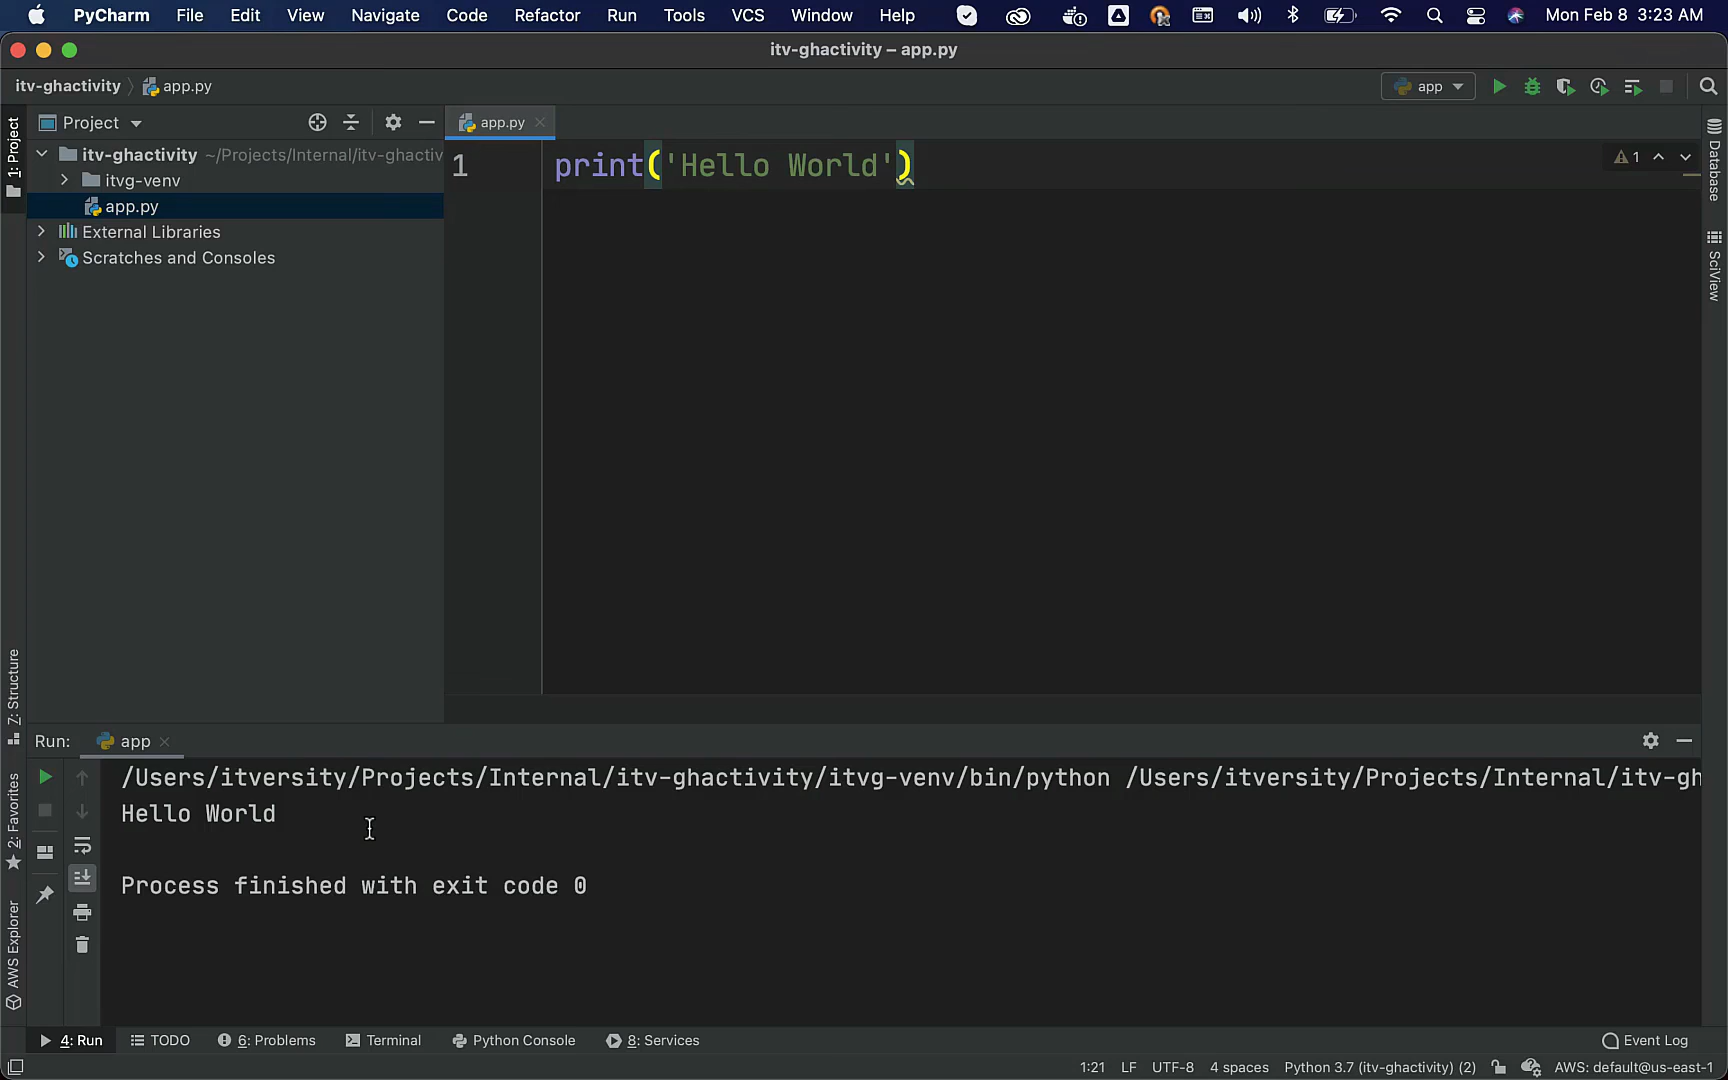 PyCharm File Edit View Navigate Code Refactor Run Tools VCS Window Help Mon Feb 8 3:23 AM
itv-ghactivity – app.py
itv-ghactivity 〉 app.py app
1: Project
Project
app.py
itv-ghactivity ~/Projects/Internal/itv-ghactiv
itvg-venv
app.py
External Libraries
Scratches and Consoles
1 print('Hello World')
1
Database
SciView
7: Structure
2: Favorites
AWS Explorer
Run: app
/Users/itversity/Projects/Internal/itv-ghactivity/itvg-venv/bin/python /Users/itversity/Projects/Internal/itv-gh
Hello World
Process finished with exit code 0
4: Run TODO 6: Problems Terminal Python Console 8: Services Event Log
1:21 LF UTF-8 4 spaces Python 3.7 (itv-ghactivity) (2) AWS: default@us-east-1